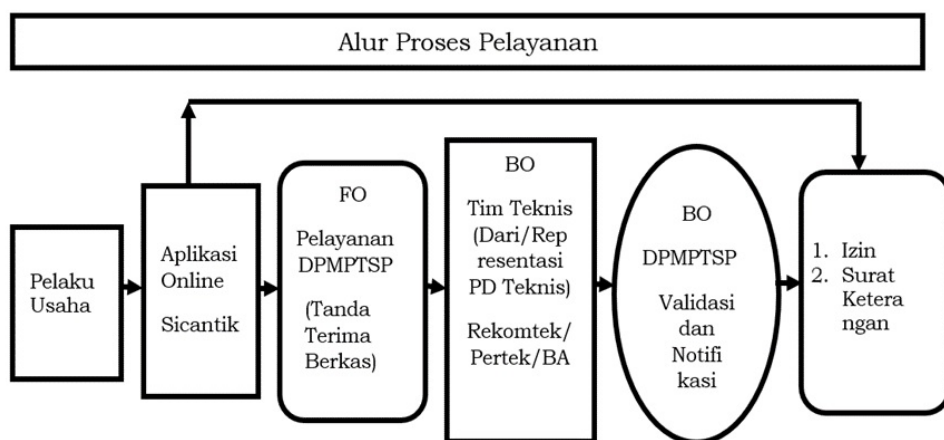 Alur Proses Pelayanan
Pelaku
Usaha
Aplikasi
Online
Sicantik
FO
Pelayanan
DPMPTSP
(Tanda
Terima
Berkas)
BO
Tim Teknis
(Dari/Rep
resentasi
PD Teknis)
Rekomtek/
Pertek/BA
BO
DPMPTSP
Validasi
dan
Notifi
kasi
1. Izin
2. Surat
Ketera
ngan